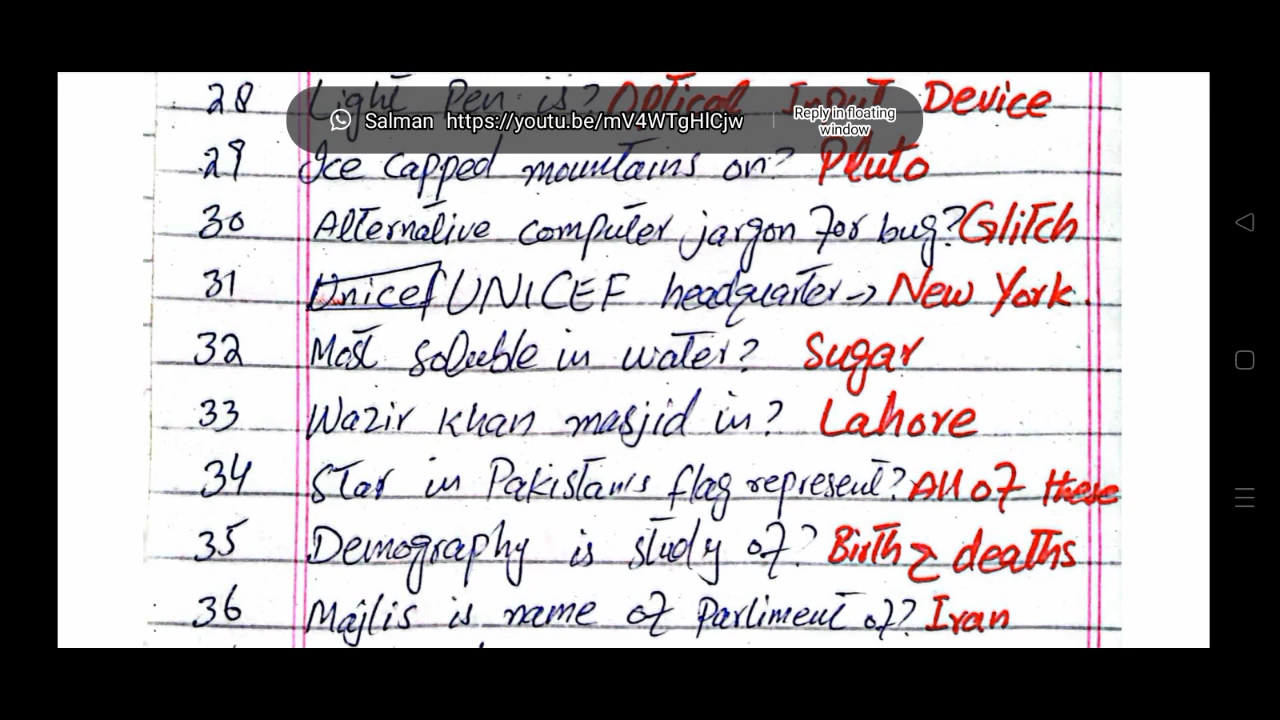 28 Light Pen is? Optical Input Device
Salman https://youtu.be/mV4WTgHlCjw Reply in floating window
29 Ice capped mountains on? Pluto
30 Alternative computer jargon for bug? Glitch
31 Unicef UNICEF headquarter → New York.
32 Most soluble in water? Sugar
33 Wazir Khan masjid in? Lahore
34 Star in Pakistan's flag represent? All of these
35 Demography is study of? Birth & deaths
36 Majlis is name of Parliment of? Iran